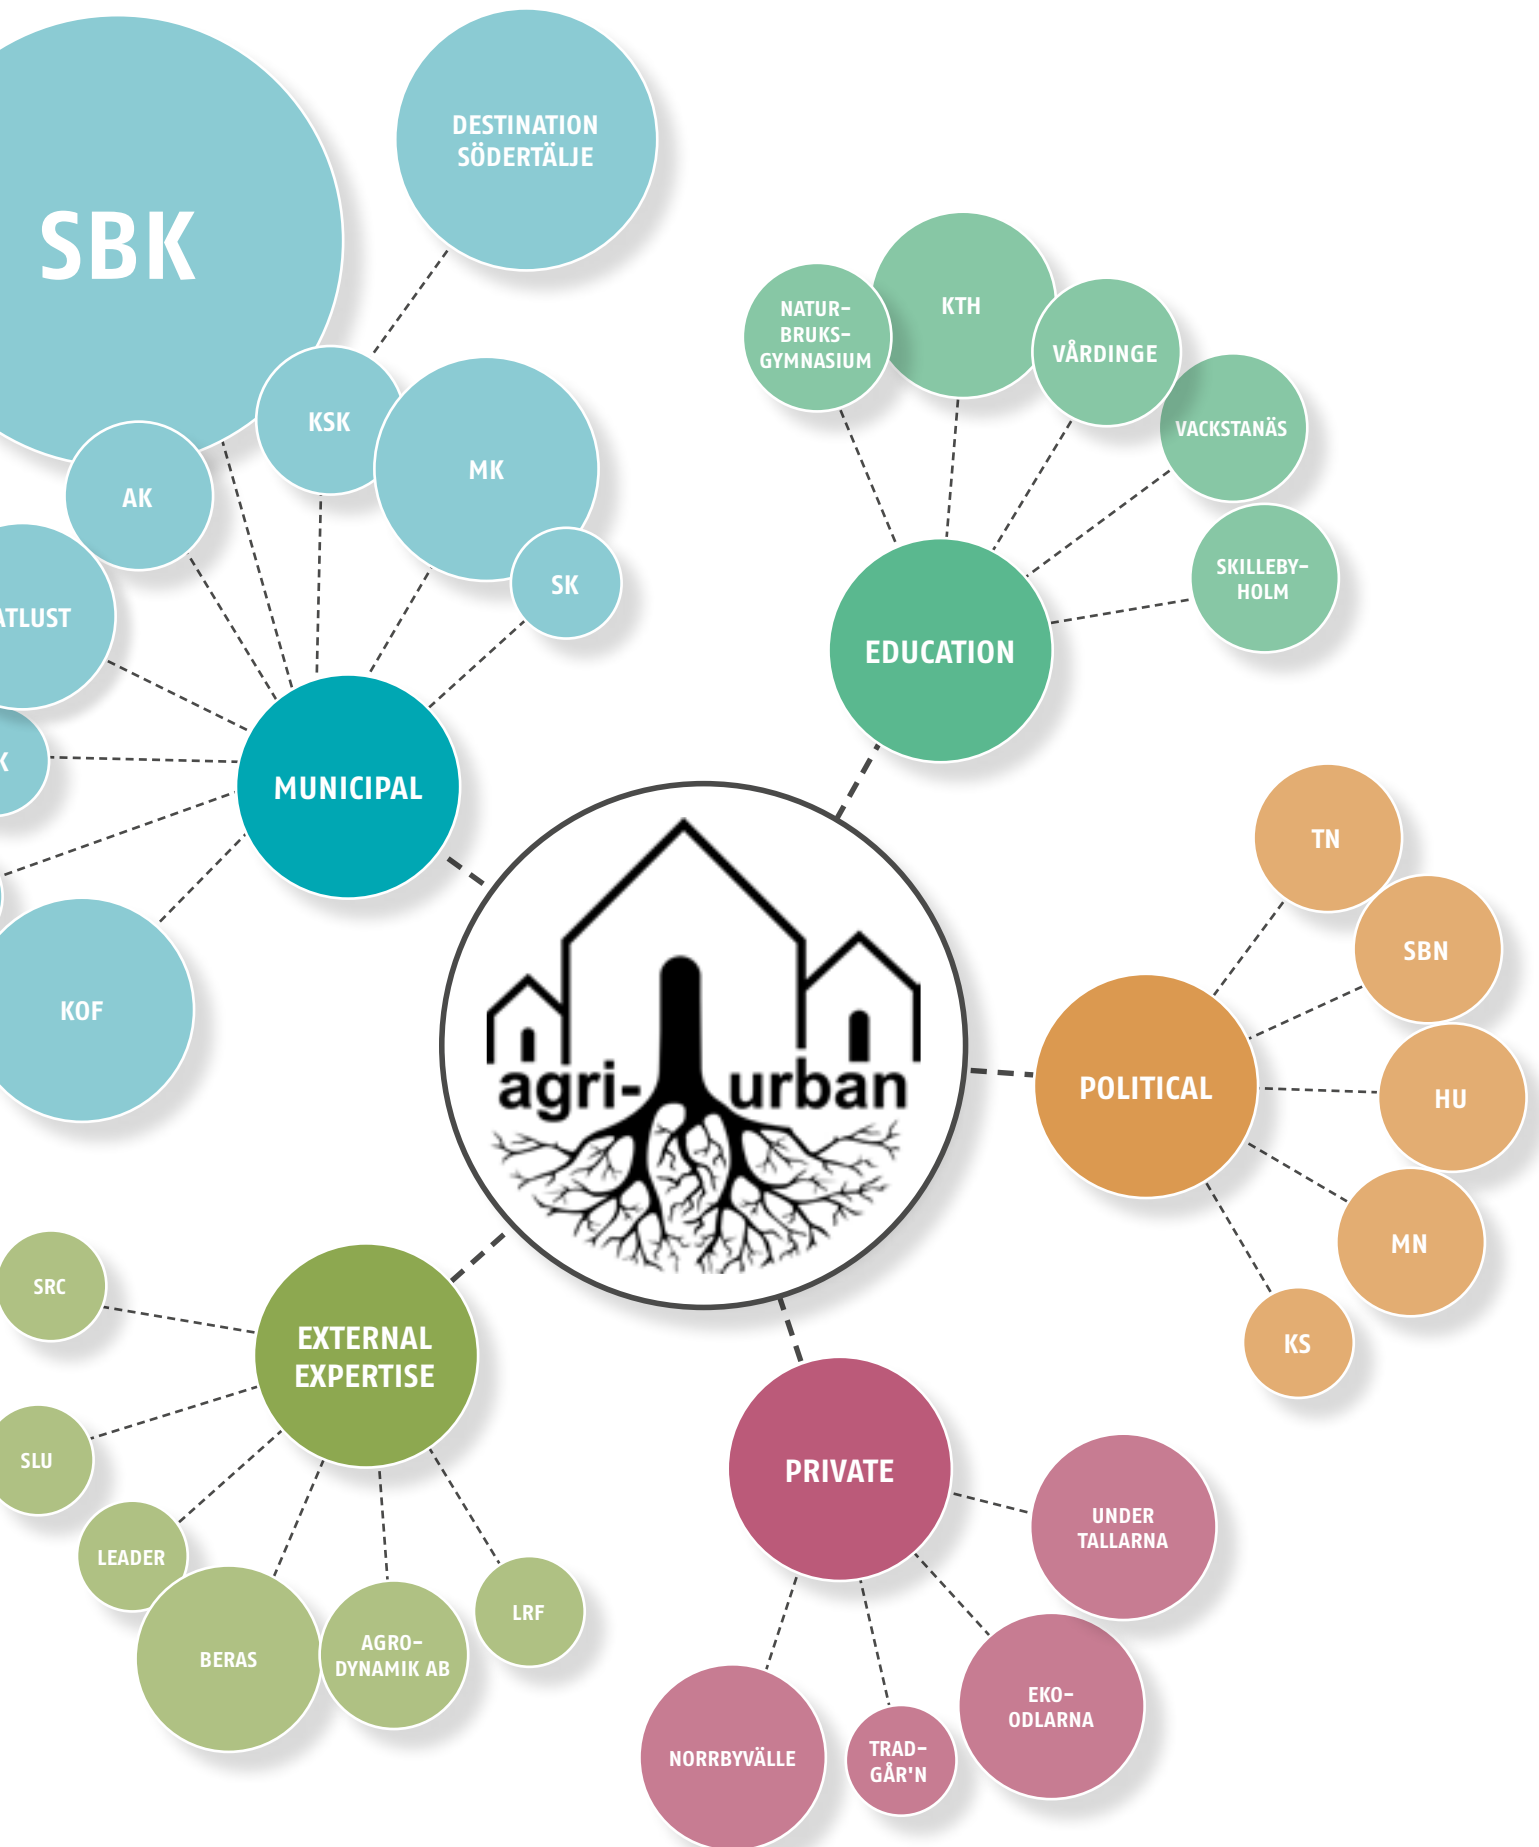 SBK
DESTINATION
SÖDERTÄLJE
KSK
MK
AK
SK
ATLUST
K
MUNICIPAL
KOF
NATUR-
BRUKS-
GYMNASIUM
KTH
VÅRDINGE
VACKSTANÄS
SKILLEBY-
HOLM
EDUCATION
agri- urban
TN
SBN
HU
MN
KS
POLITICAL
EXTERNAL
EXPERTISE
SRC
SLU
LEADER
BERAS
AGRO-
DYNAMIK AB
LRF
PRIVATE
UNDER
TALLARNA
EKO-
ODLARNA
TRAD-
GÅR'N
NORRBYVÄLLE